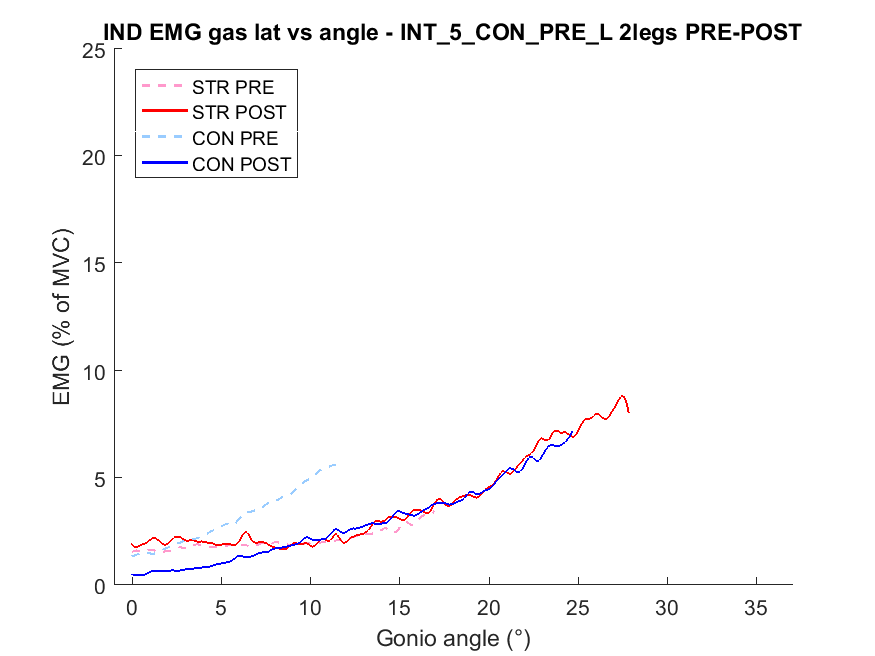 IND EMG gas lat vs angle - INT_5_CON_PRE_L 2legs PRE-POST
25
20
15
10
5
0
EMG (% of MVC)
STR PRE
STR POST
CON PRE
CON POST
0 5 10 15 20 25 30 35
Gonio angle (°)